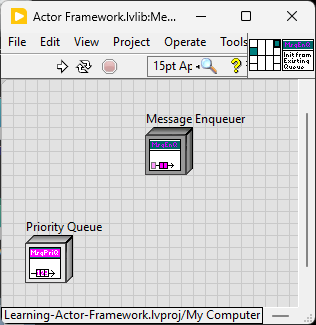 Actor Framework.lvlib:Me...
File Edit View Project Operate Tools
15pt Ap
?
Init from
Existing
Queue
Message Enqueuer
Priority Queue
MsgPriQ
Learning-Actor-Framework.lvproj/My Computer